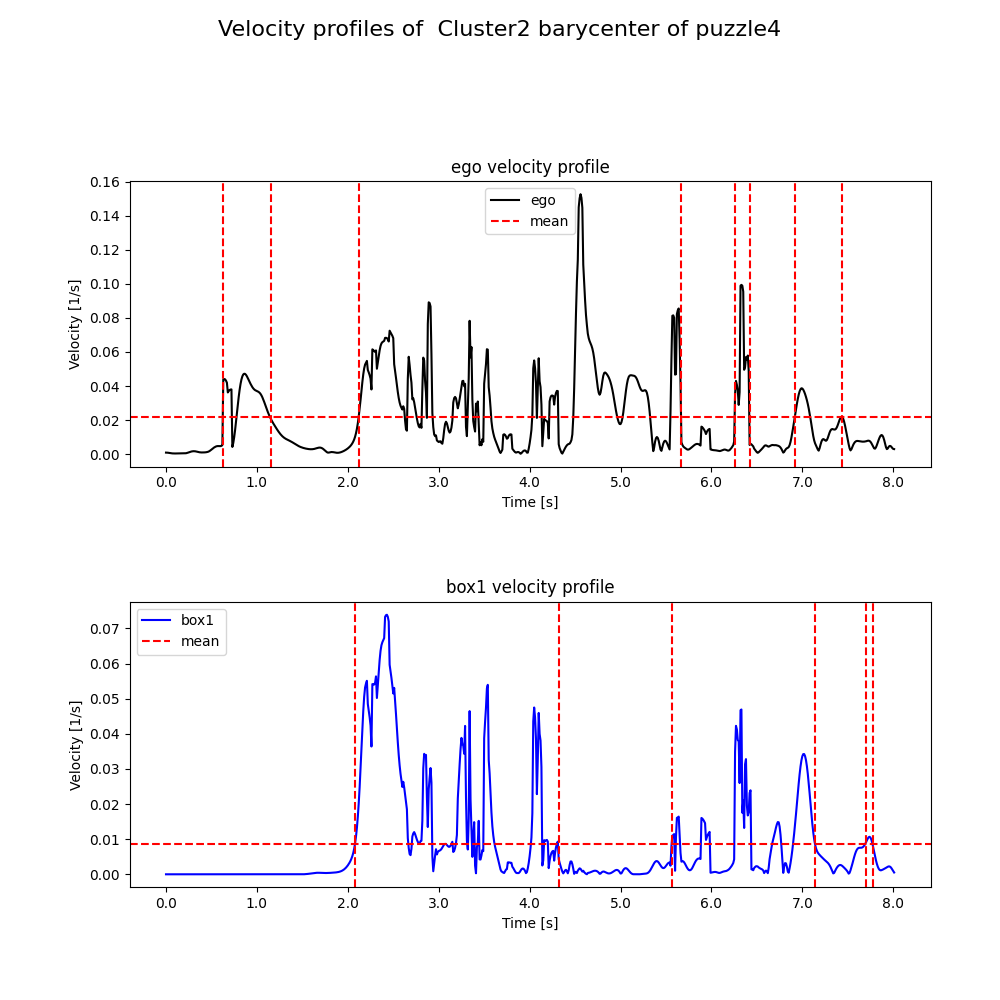 Velocity profiles of  Cluster2 barycenter of puzzle4
ego velocity profile
0.16
0.14
0.12
0.10
0.08
0.06
0.04
0.02
0.00
Velocity [1/s]
ego
mean
0.0 1.0 2.0 3.0 4.0 5.0 6.0 7.0 8.0
Time [s]
box1 velocity profile
0.07
0.06
0.05
0.04
0.03
0.02
0.01
0.00
Velocity [1/s]
box1
mean
0.0 1.0 2.0 3.0 4.0 5.0 6.0 7.0 8.0
Time [s]